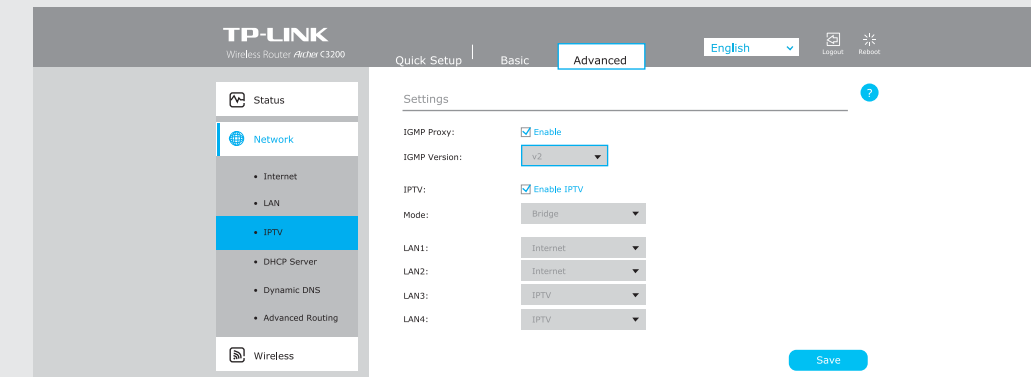 TP-LINK
Wireless Router Archer C3200
Quick Setup
Basic
Advanced
English
Logout
Reboot
Status
Network
• Internet
• LAN
• IPTV
• DHCP Server
• Dynamic DNS
• Advanced Routing
Wireless
Settings
?
IGMP Proxy: Enable
IGMP Version: v2
IPTV: Enable IPTV
Mode: Bridge
LAN1: Internet
LAN2: Internet
LAN3: IPTV
LAN4: IPTV
Save